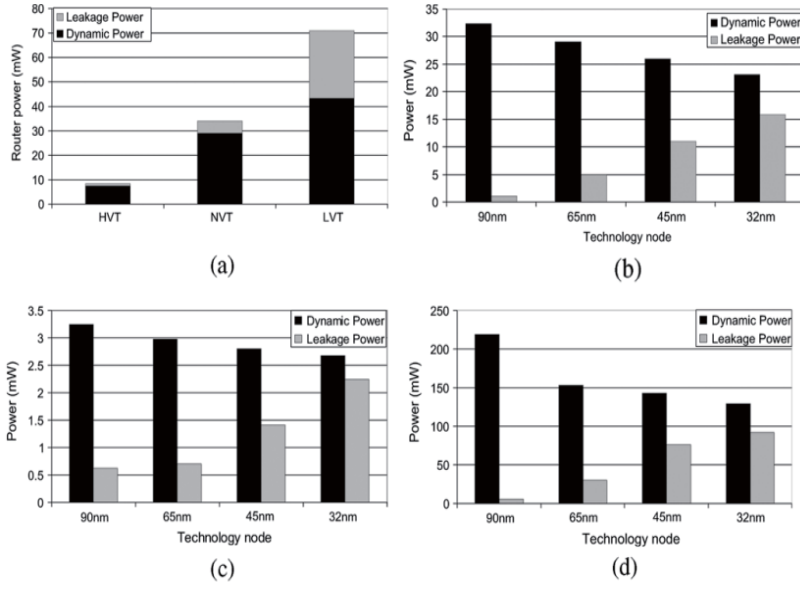 Leakage Power
Dynamic Power
Router power (mW)
80
70
60
50
40
30
20
10
0
HVT
NVT
LVT
(a)
Dynamic Power
Leakage Power
Power (mW)
35
30
25
20
15
10
5
0
90nm
65nm
45nm
32nm
Technology node
(b)
Dynamic Power
Leakage Power
Power (mW)
3.5
3
2.5
2
1.5
1
0.5
0
90nm
65nm
45nm
32nm
Technology node
(c)
Dynamic Power
Leakage Power
Power (mW)
250
200
150
100
50
0
90nm
65nm
45nm
32nm
Technology node
(d)